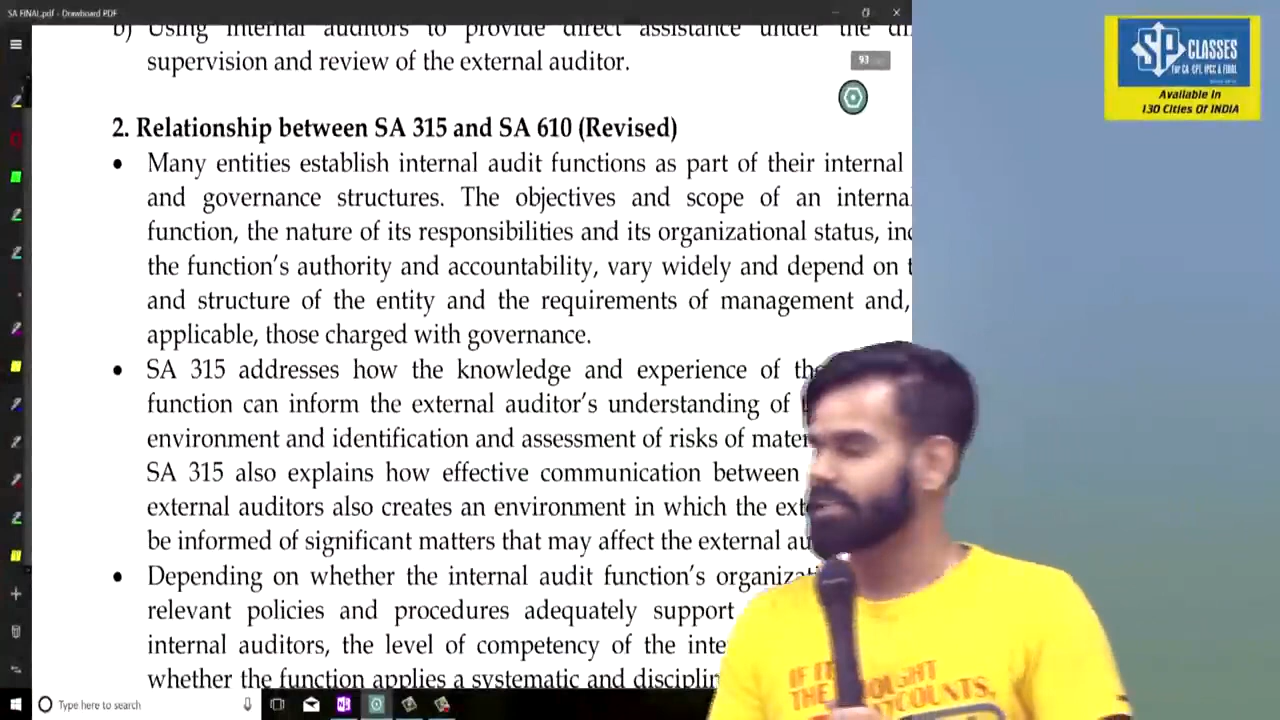 SA FINAL.pdf - Drawboard PDF
b) Using internal auditors to provide direct assistance under the
supervision and review of the external auditor.
93
2. Relationship between SA 315 and SA 610 (Revised)
• Many entities establish internal audit functions as part of their internal
and governance structures. The objectives and scope of an
function, the nature of its responsibilities and its organizational status,
the function's authority and accountability, vary widely and depend on
and structure of the entity and the requirements of management and,
applicable, those charged with governance.
• SA 315 addresses how the knowledge and experience of
function can inform the external auditor's understanding of
environment and identification and assessment of risks of
SA 315 also explains how effective communication between
external auditors also creates an environment in which the
be informed of significant matters that may affect the external
• Depending on whether the internal audit function's
relevant policies and procedures adequately support
internal auditors, the level of competency of the
whether the function applies a systematic and
SP CLASSES
For CA- CPT, IPCC & FINAL
Available In
130 Cities Of INDIA
IF I
THE
Type here to search